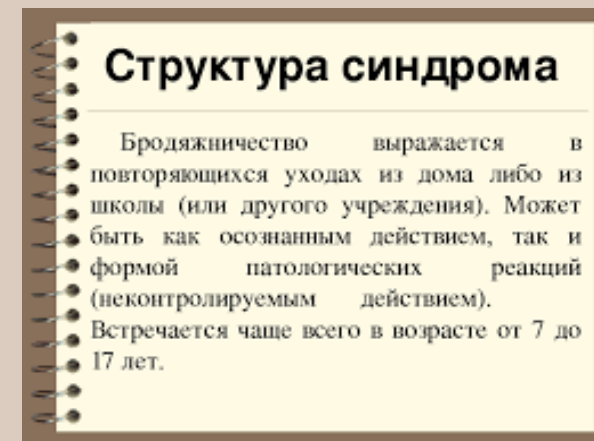 Структура синдрома
Бродяжничество выражается в
повторяющихся уходах из дома либо из
школы (или другого учреждения). Может
быть как осознанным действием, так и
формой патологических реакций
(неконтролируемым действием).
Встречается чаще всего в возрасте от 7 до
17 лет.